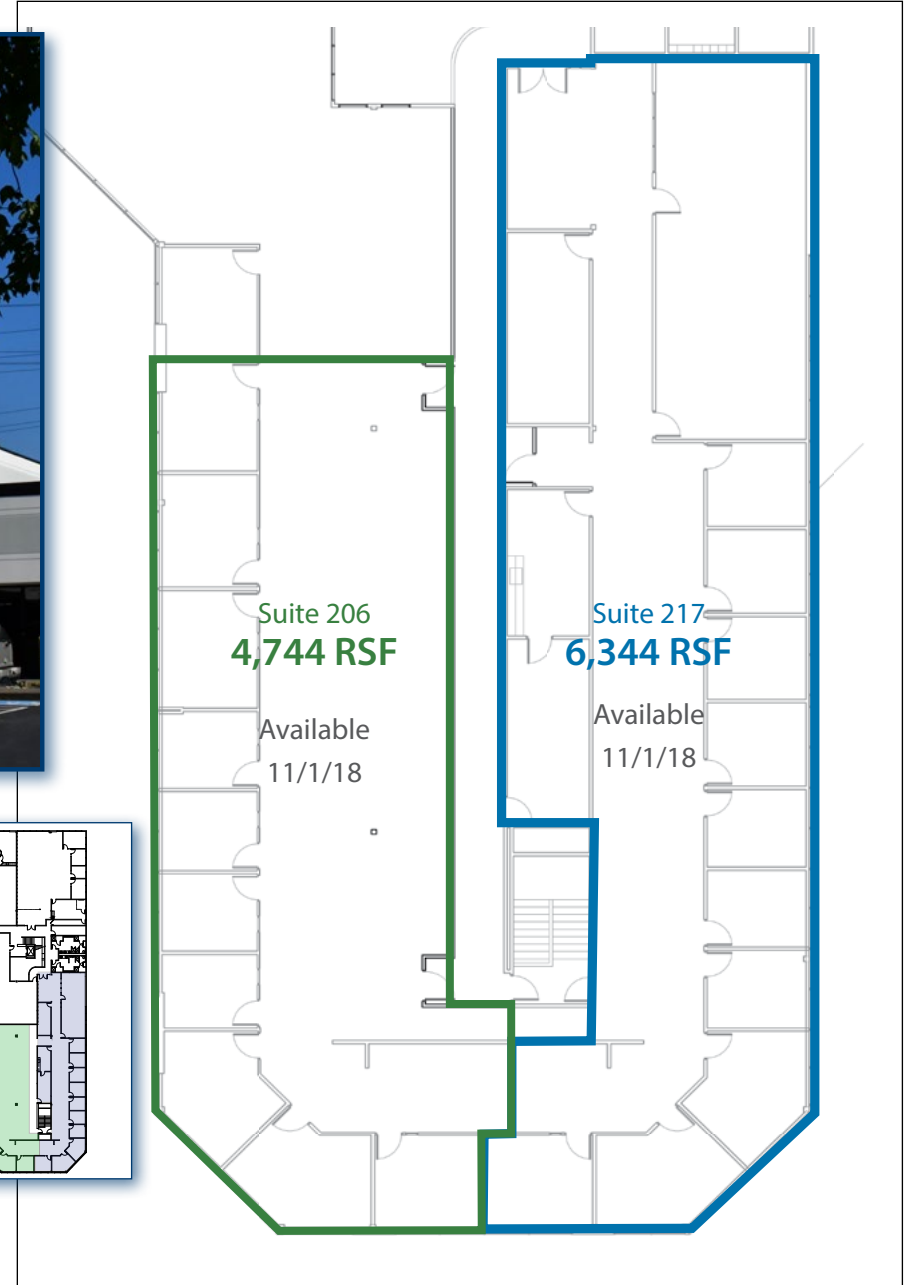 Suite 206
4,744 RSF
Available
11/1/18
Suite 217
6,344 RSF
Available
11/1/18